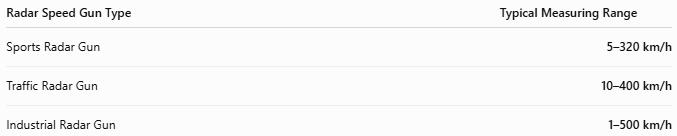 Radar Speed Gun Type Typical Measuring Range
Sports Radar Gun 5–320 km/h
Traffic Radar Gun 10–400 km/h
Industrial Radar Gun 1–500 km/h